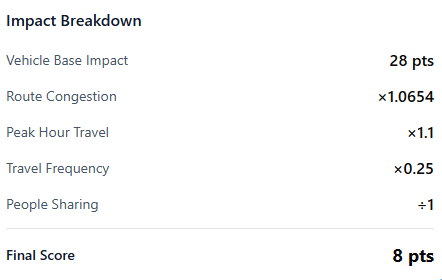 Impact Breakdown
Vehicle Base Impact 28 pts
Route Congestion ×1.0654
Peak Hour Travel ×1.1
Travel Frequency ×0.25
People Sharing ÷1
Final Score 8 pts